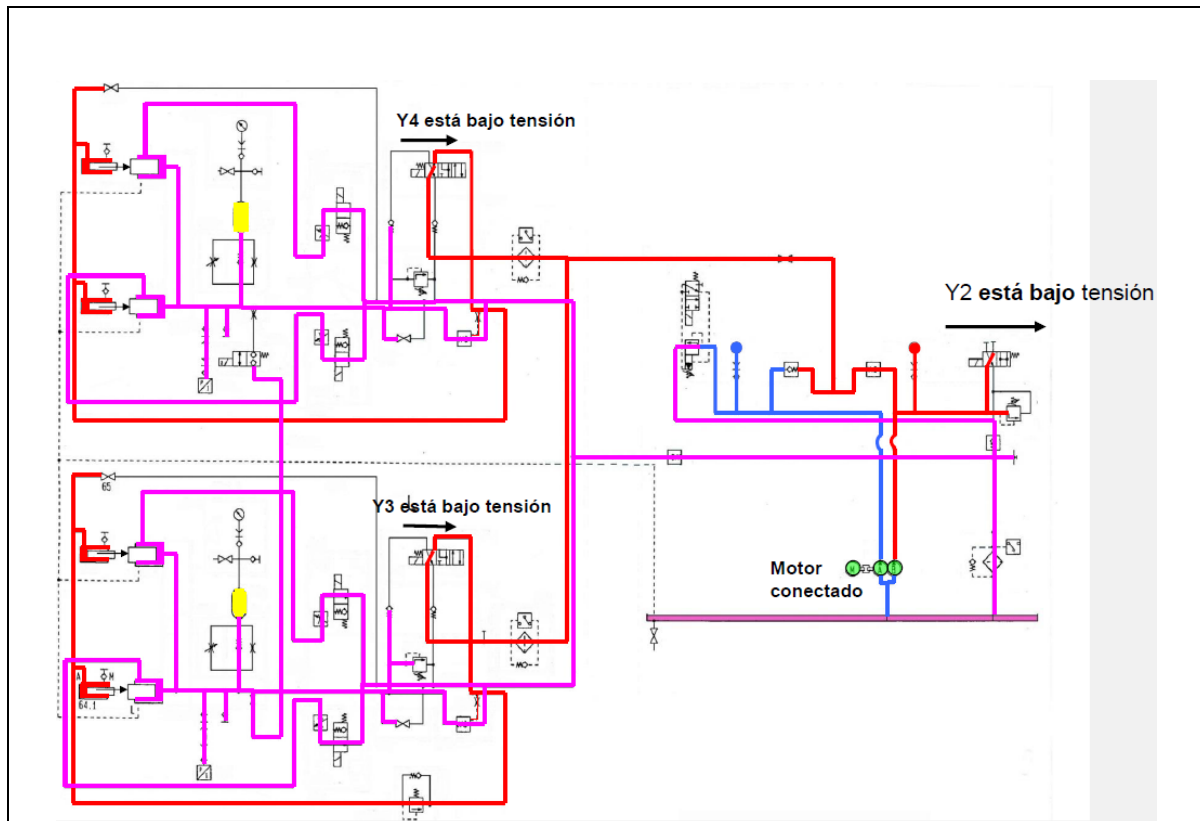 Y4 está bajo tensión
Y2 está bajo tensión
65
Y3 está bajo tensión
Motor
conectado
A
M
64.1
L